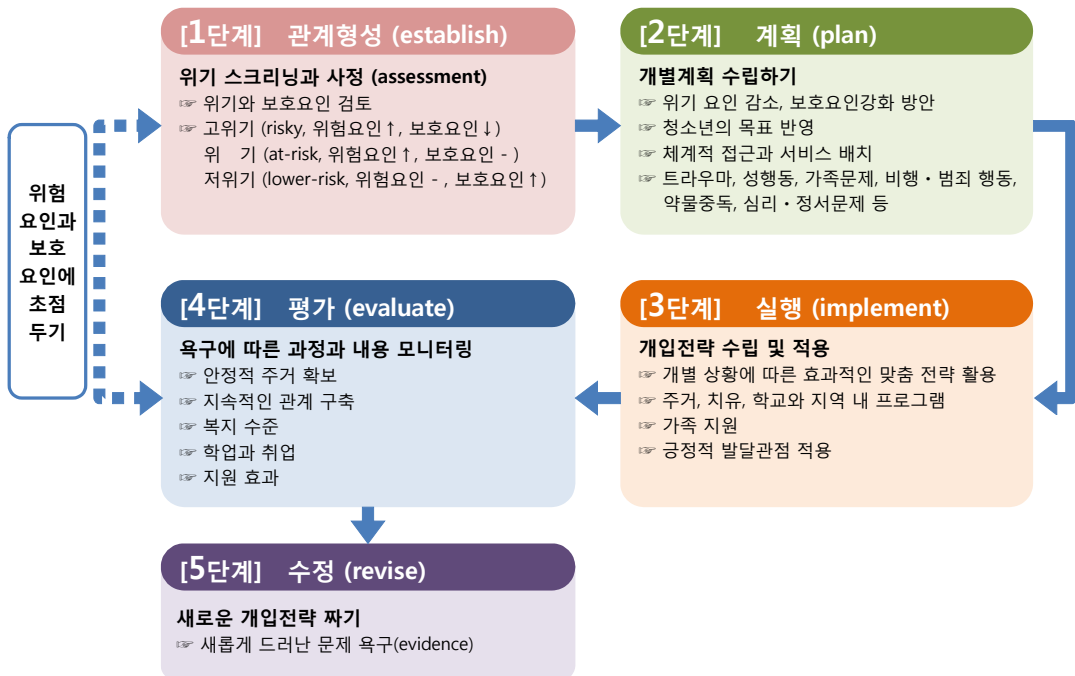 위험
요인과
보호
요인에
초점
두기
[1단계] 관계형성 (establish)
위기 스크리닝과 사정 (assessment)
☞ 위기와 보호요인 검토
☞ 고위기 (risky, 위험요인↑, 보호요인↓)
위 기 (at-risk, 위험요인↑, 보호요인 - )
저위기 (lower-risk, 위험요인 - , 보호요인↑)
[2단계] 계획 (plan)
개별계획 수립하기
☞ 위기 요인 감소, 보호요인강화 방안
☞ 청소년의 목표 반영
☞ 체계적 접근과 서비스 배치
☞ 트라우마, 성행동, 가족문제, 비행・범죄 행동,
약물중독, 심리・정서문제 등
[3단계] 실행 (implement)
개입전략 수립 및 적용
☞ 개별 상황에 따른 효과적인 맞춤 전략 활용
☞ 주거, 치유, 학교와 지역 내 프로그램
☞ 가족 지원
☞ 긍정적 발달관점 적용
[4단계] 평가 (evaluate)
욕구에 따른 과정과 내용 모니터링
☞ 안정적 주거 확보
☞ 지속적인 관계 구축
☞ 복지 수준
☞ 학업과 취업
☞ 지원 효과
[5단계] 수정 (revise)
새로운 개입전략 짜기
☞ 새롭게 드러난 문제 욕구(evidence)